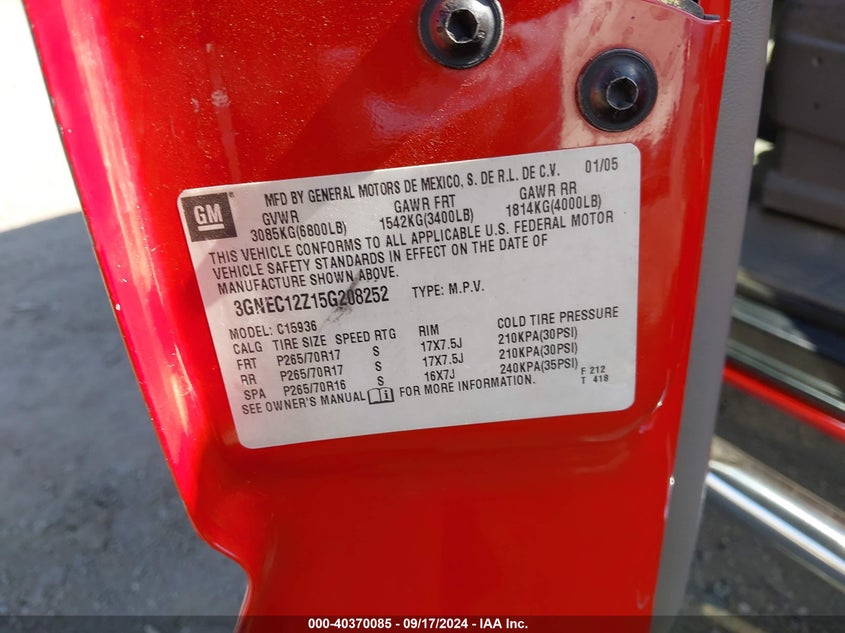 GM
MFD BY GENERAL MOTORS DE MEXICO, S. DE R.L. DE C.V. 01/05
GVWR GAWR FRT GAWR RR
3085KG(6800LB) 1542KG(3400LB) 1814KG(4000LB)
THIS VEHICLE CONFORMS TO ALL APPLICABLE U.S. FEDERAL MOTOR
VEHICLE SAFETY STANDARDS IN EFFECT ON THE DATE OF
MANUFACTURE SHOWN ABOVE.
3GNEC12Z15G208252 TYPE: M.P.V.
MODEL: C15936
CALG TIRE SIZE SPEED RTG RIM COLD TIRE PRESSURE
FRT P265/70R17 S 17X7.5J 210KPA(30PSI)
RR P265/70R17 S 17X7.5J 210KPA(30PSI)
SPA P265/70R16 S 16X7J 240KPA(35PSI)
SEE OWNER'S MANUAL FOR MORE INFORMATION.
F 212
T 418
000-40370085 - 09/17/2024 - IAA Inc.